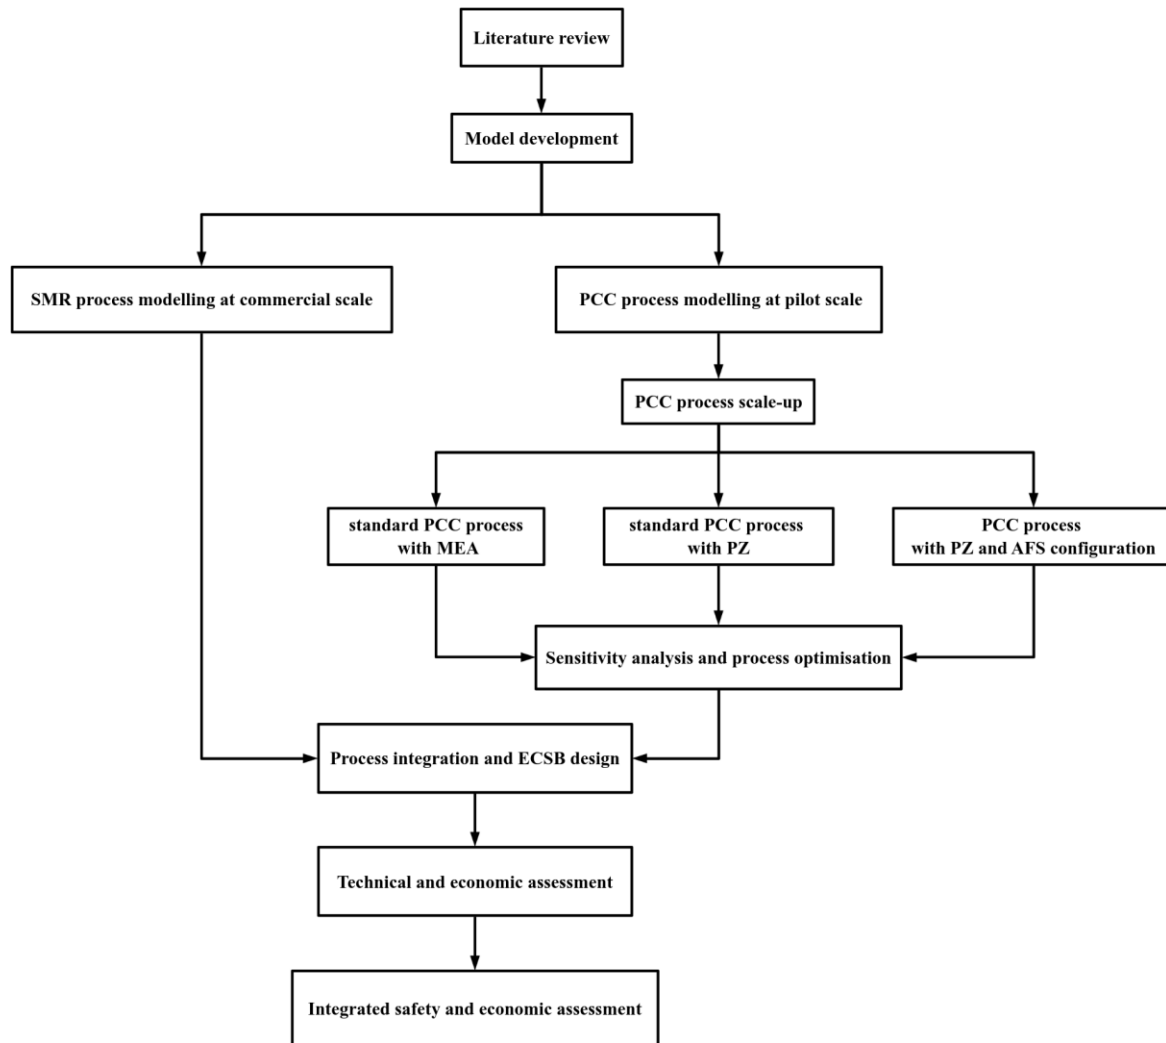 Literature review
Model development
SMR process modelling at commercial scale
PCC process modelling at pilot scale
PCC process scale-up
standard PCC process
with MEA
standard PCC process
with PZ
PCC process
with PZ and AFS configuration
Sensitivity analysis and process optimisation
Process integration and ECSB design
Technical and economic assessment
Integrated safety and economic assessment